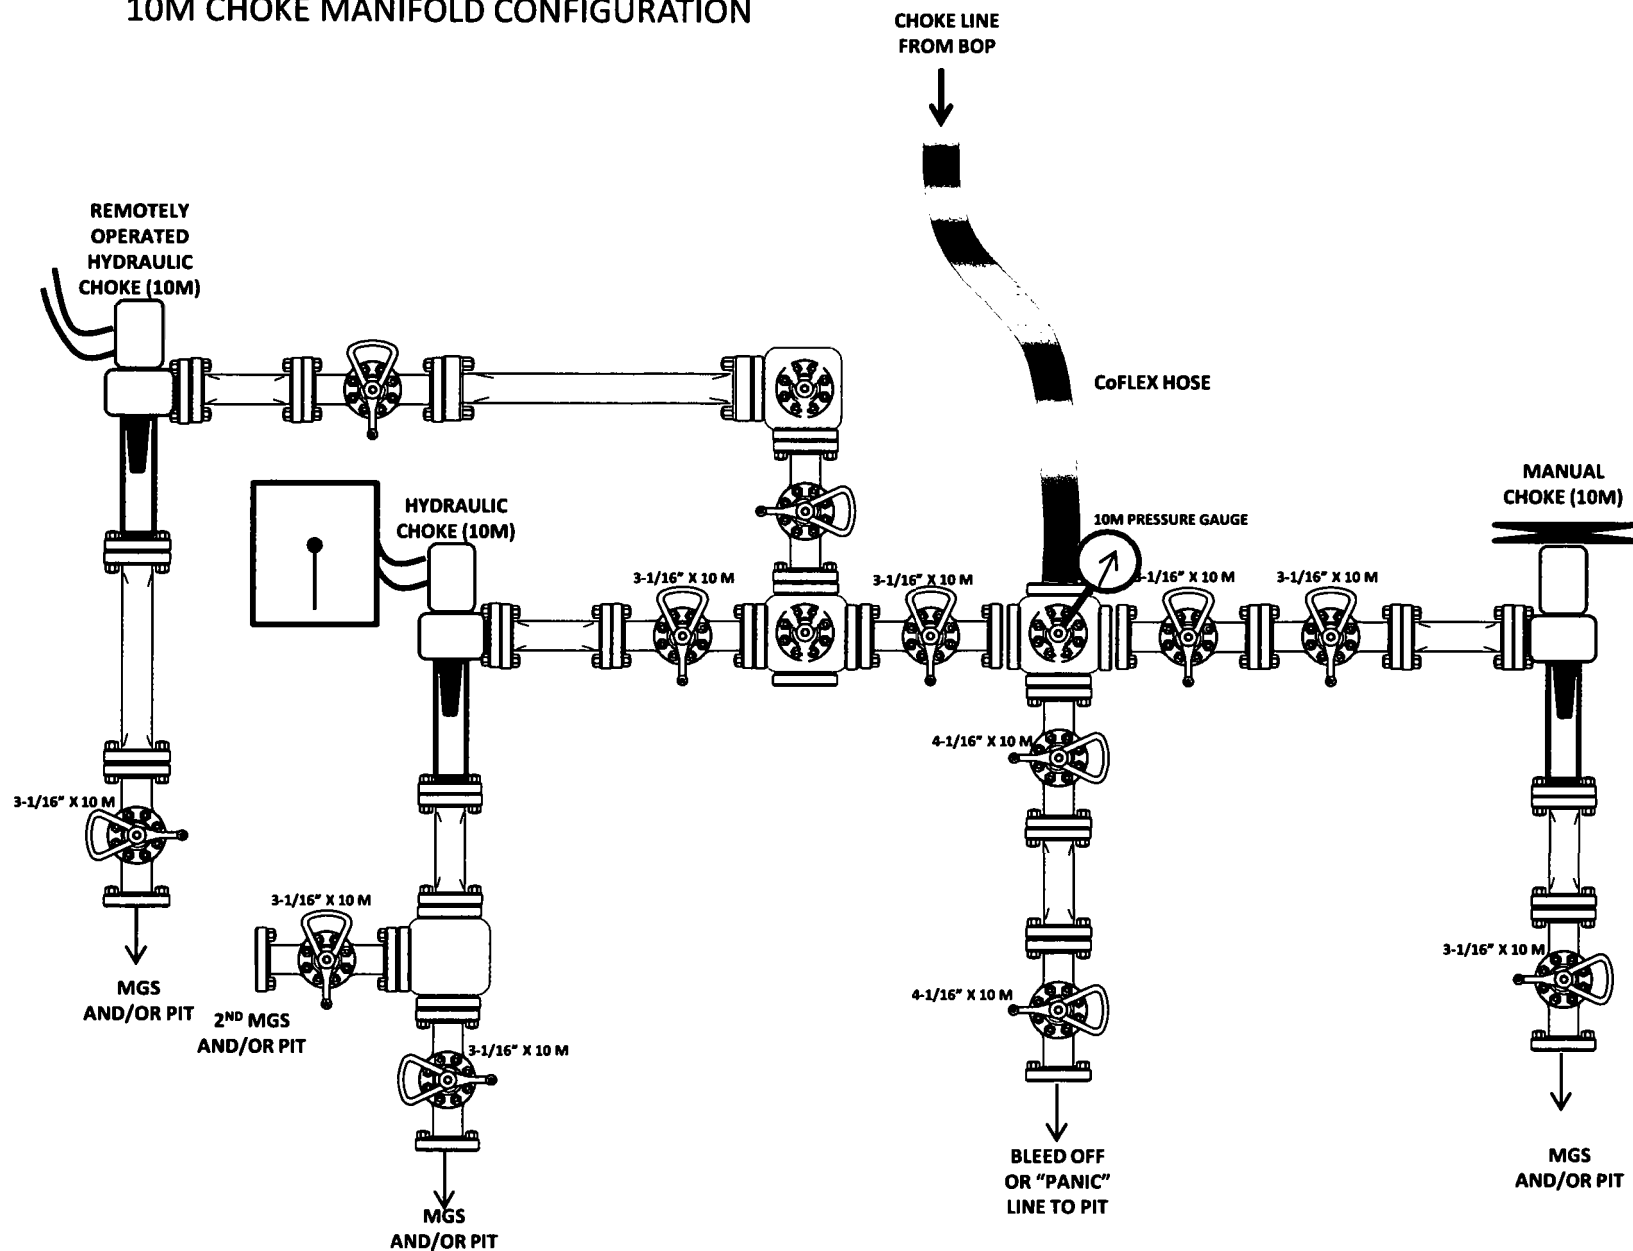 10M CHOKE MANIFOLD CONFIGURATION
CHOKE LINE
FROM BOP
REMOTELY
OPERATED
HYDRAULIC
CHOKE (10M)
CoFLEX HOSE
MANUAL
CHOKE (10M)
HYDRAULIC
CHOKE (10M)
10M PRESSURE GAUGE
3-1/16" X 10 M
3-1/16" X 10 M
-1/16" X 10 M
3-1/16" X 10 M
4-1/16" X 10 M
3-1/16" X 10 M
3-1/16" X 10 M
3-1/16" X 10 M
4-1/16" X 10 M
MGS
AND/OR PIT
2ND MGS
AND/OR PIT
3-1/16" X 10 M
BLEED OFF
OR "PANIC"
LINE TO PIT
MGS
AND/OR PIT
MGS
AND/OR PIT